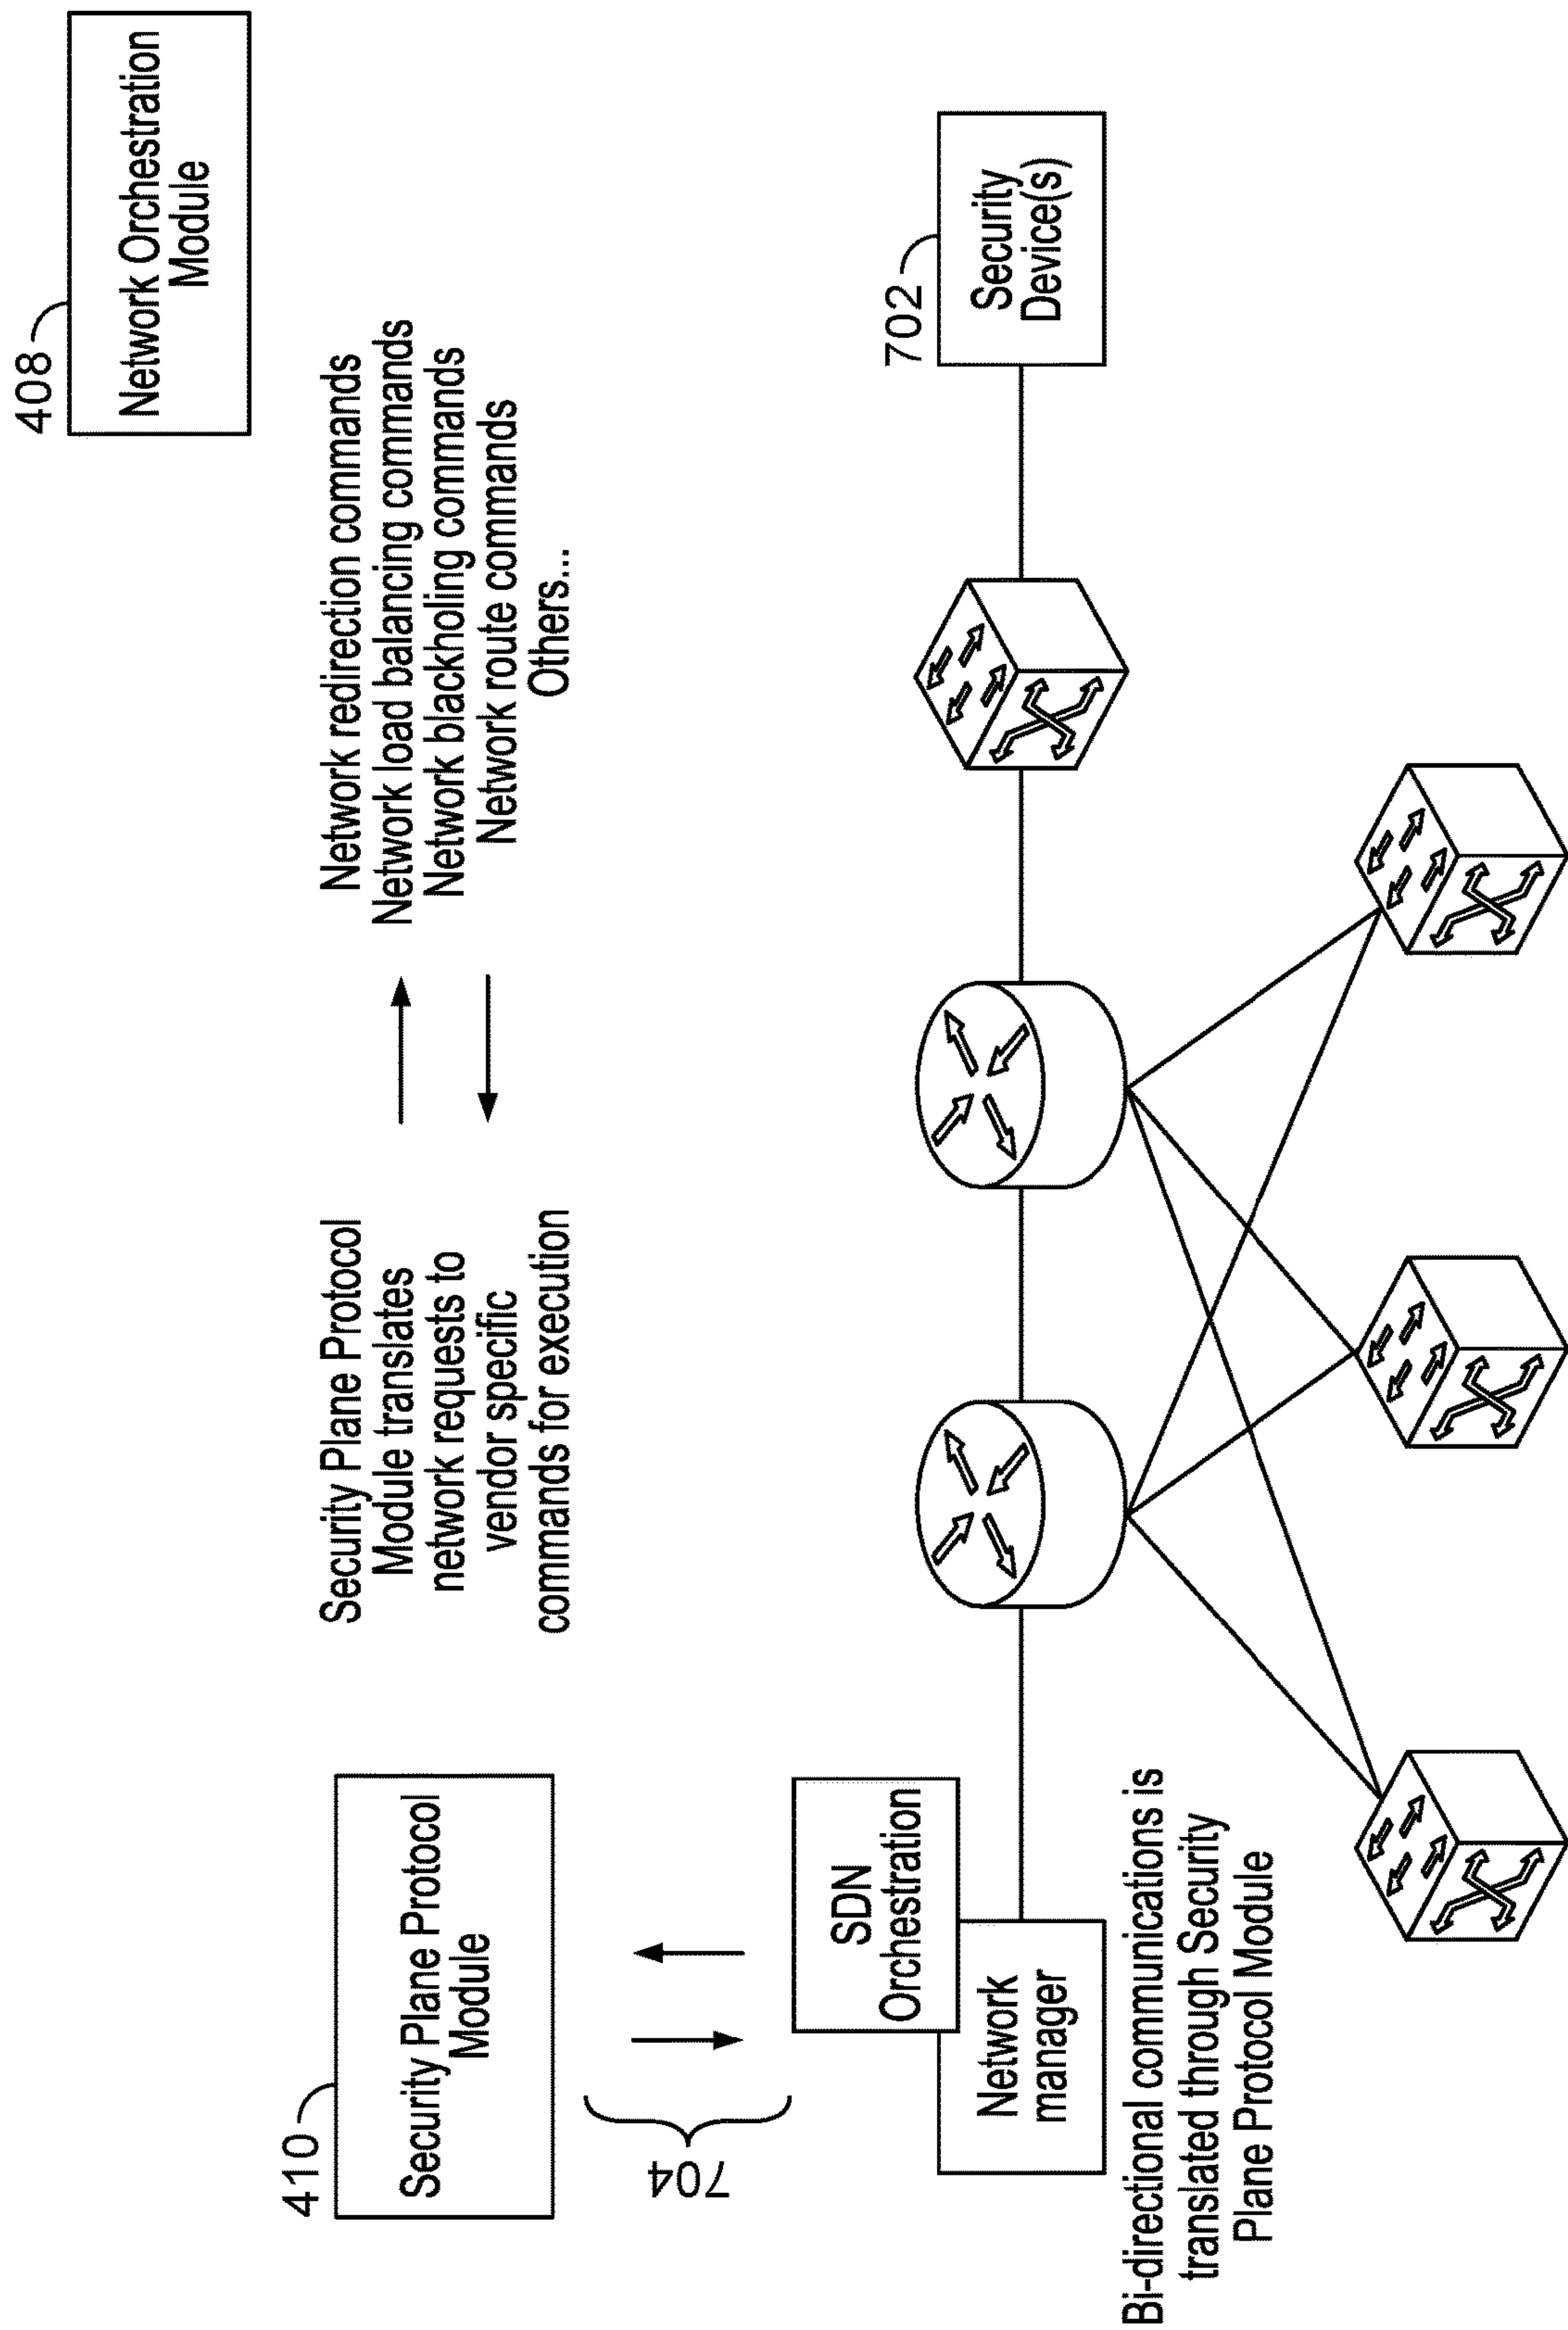 408
Network Orchestration
Module
410
Security Plane Protocol
Module
Security Plane Protocol
Module translates
network requests to
vendor specific
commands for execution
Network redirection commands
Network load balancing commands
Network blackholing commands
Network route commands
Others...
704
SDN
Orchestration
Network
manager
702
Security
Device(s)
Bi-directional communications is
translated through Security
Plane Protocol Module